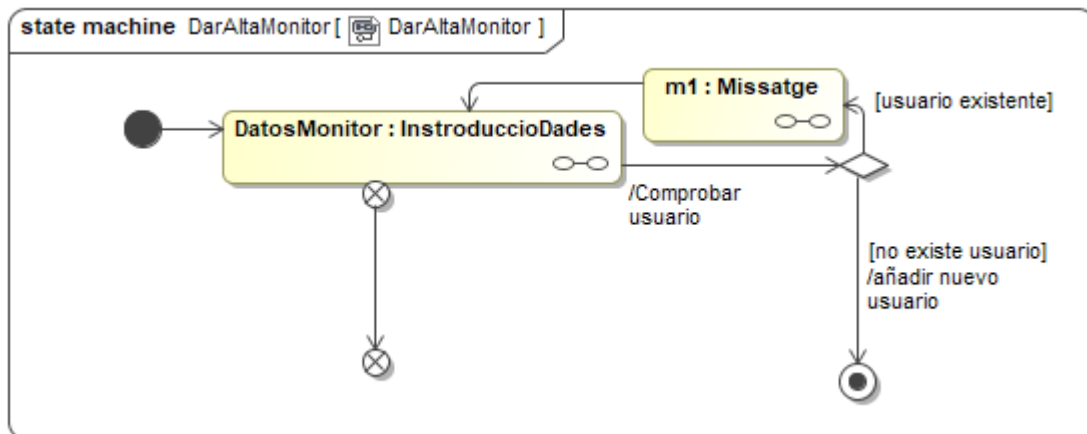 state machine DarAltaMonitor [ DarAltaMonitor ]
m1 : Missatge
[usuario existente]
DatosMonitor : InstroduccioDades
/Comprobar
usuario
[no existe usuario]
/añadir nuevo
usuario